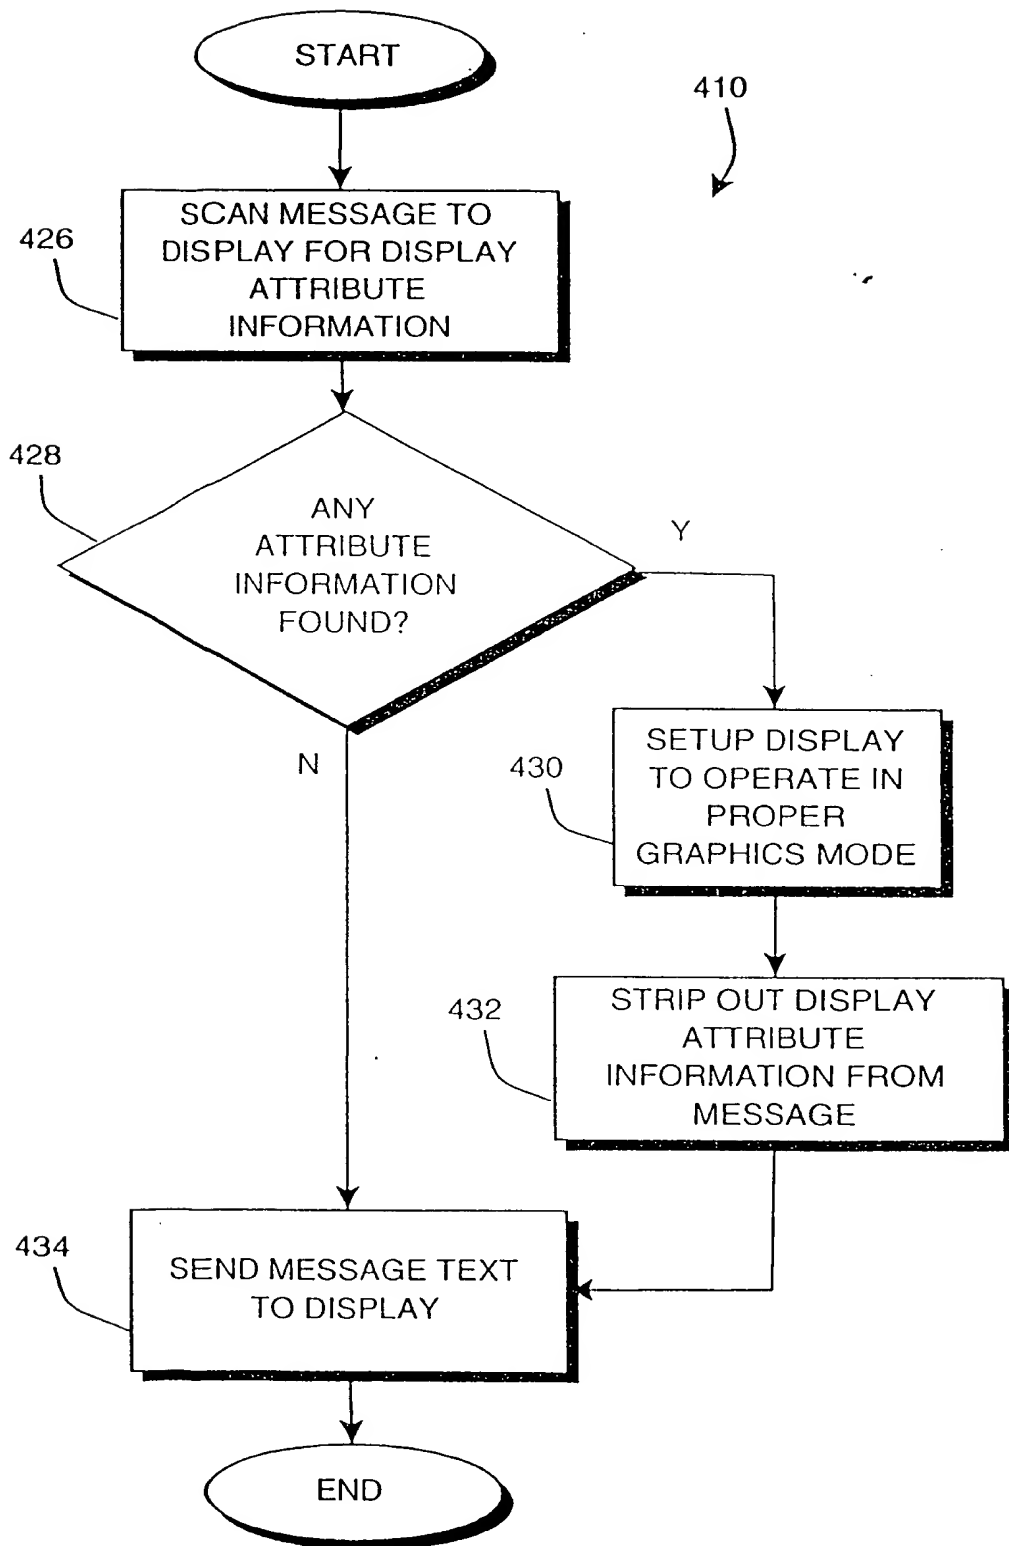 START
410
426
SCAN MESSAGE TO
DISPLAY FOR DISPLAY
ATTRIBUTE
INFORMATION
428
ANY
ATTRIBUTE
INFORMATION
FOUND?
Y
N
430
SETUP DISPLAY
TO OPERATE IN
PROPER
GRAPHICS MODE
432
STRIP OUT DISPLAY
ATTRIBUTE
INFORMATION FROM
MESSAGE
434
SEND MESSAGE TEXT
TO DISPLAY
END